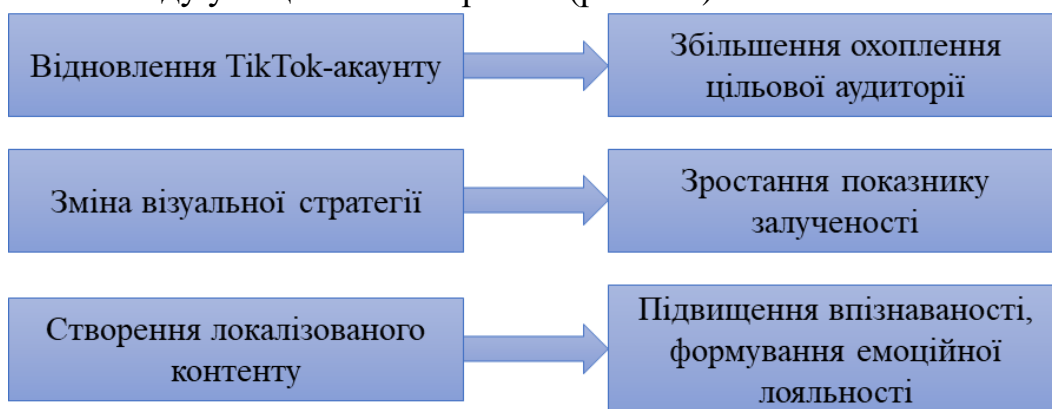 Відновлення TikTok-акаунту
Збільшення охоплення
цільової аудиторії
Зміна візуальної стратегії
Зростання показнику
залученості
Створення локалізованого
контенту
Підвищення впізнаваності,
формування емоційної
лояльності